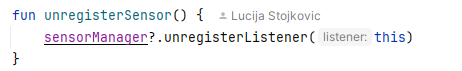 fun unregisterSensor() { Lucija Stojkovic
sensorManager?.unregisterListener( listener: this)
}